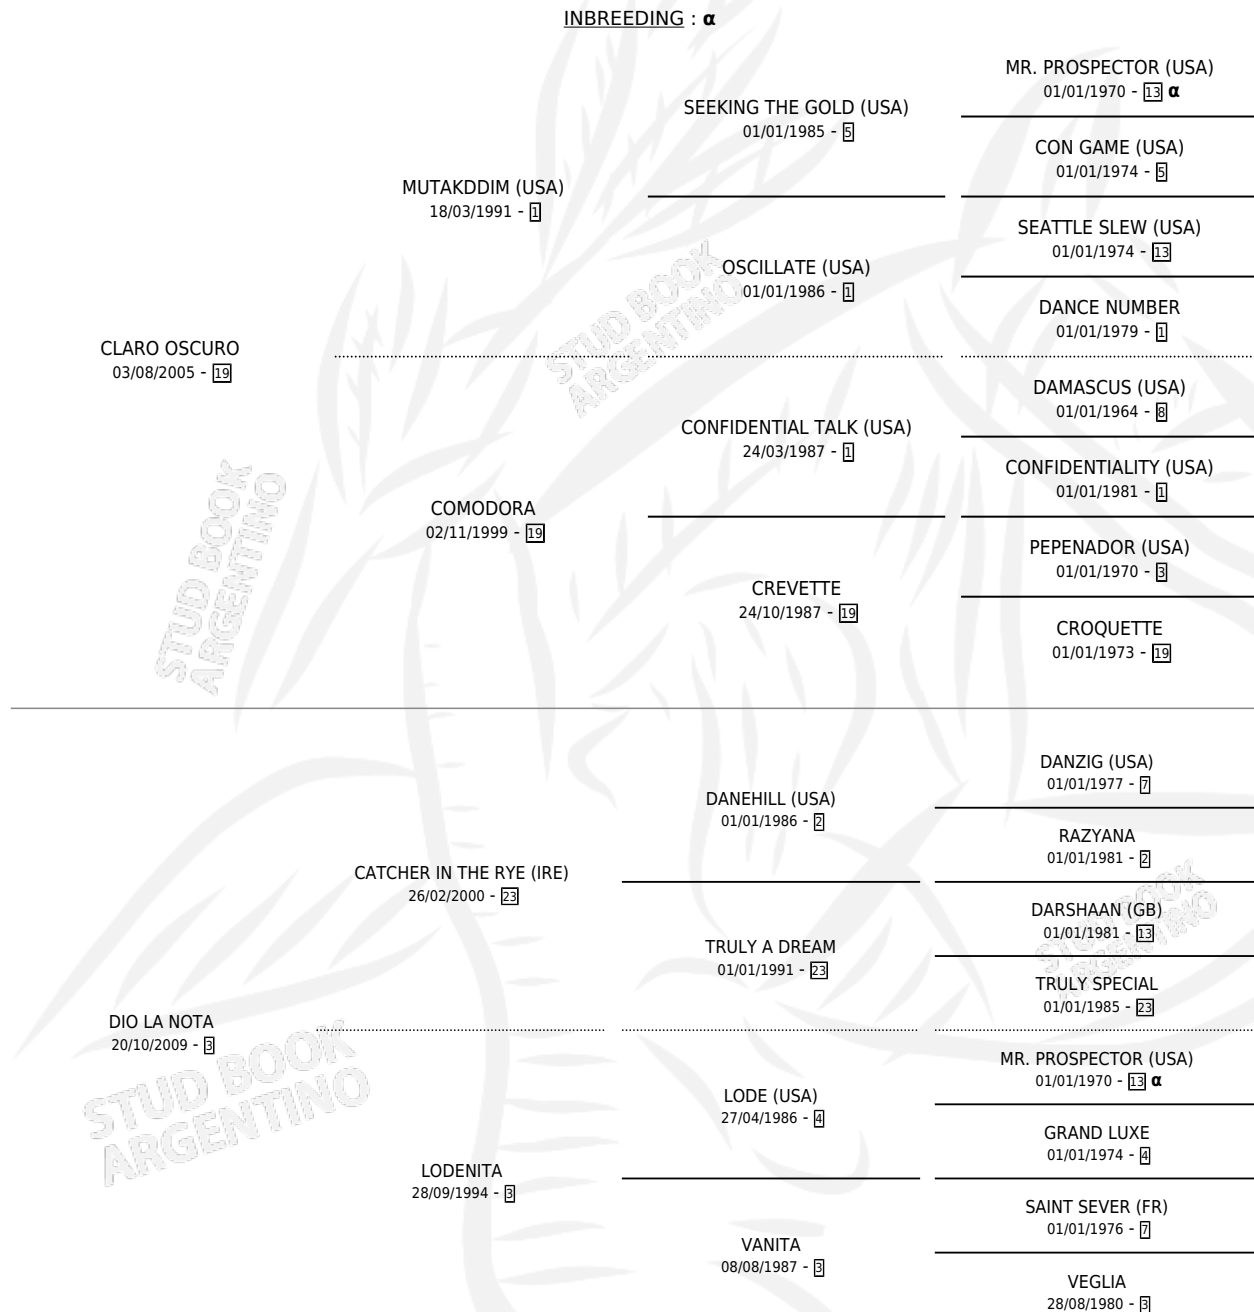 INBREEDING : α
MR. PROSPECTOR (USA)
01/01/1970 - 13 α
SEEKING THE GOLD (USA)
01/01/1985 - 5
CON GAME (USA)
01/01/1974 - 5
MUTAKDDIM (USA)
18/03/1991 - 1
SEATTLE SLEW (USA)
01/01/1974 - 13
OSCILLATE (USA)
01/01/1986 - 1
DANCE NUMBER
01/01/1979 - 1
CLARO OSCURO
03/08/2005 - 19
DAMASCUS (USA)
01/01/1964 - 8
CONFIDENTIAL TALK (USA)
24/03/1987 - 1
CONFIDENTIALITY (USA)
01/01/1981 - 1
COMODORA
02/11/1999 - 19
PEPENADOR (USA)
01/01/1970 - 3
CREVETTE
24/10/1987 - 19
CROQUETTE
01/01/1973 - 19
DANZIG (USA)
01/01/1977 - 7
DANEHILL (USA)
01/01/1986 - 2
RAZYANA
01/01/1981 - 2
CATCHER IN THE RYE (IRE)
26/02/2000 - 23
DARSHAAN (GB)
01/01/1981 - 13
TRULY A DREAM
01/01/1991 - 23
TRULY SPECIAL
01/01/1985 - 23
DIO LA NOTA
20/10/2009 - 3
MR. PROSPECTOR (USA)
01/01/1970 - 13 α
LODE (USA)
27/04/1986 - 4
GRAND LUXE
01/01/1974 - 4
LODENITA
28/09/1994 - 3
SAINT SEVER (FR)
01/01/1976 - 7
VANITA
08/08/1987 - 3
VEGLIA
28/08/1980 - 3
STUD BOOK
ARGENTINO
STUD BOOK
ARGENTINO
STUD BOOK
ARGENTINO
STUD BOOK
ARGENTINO